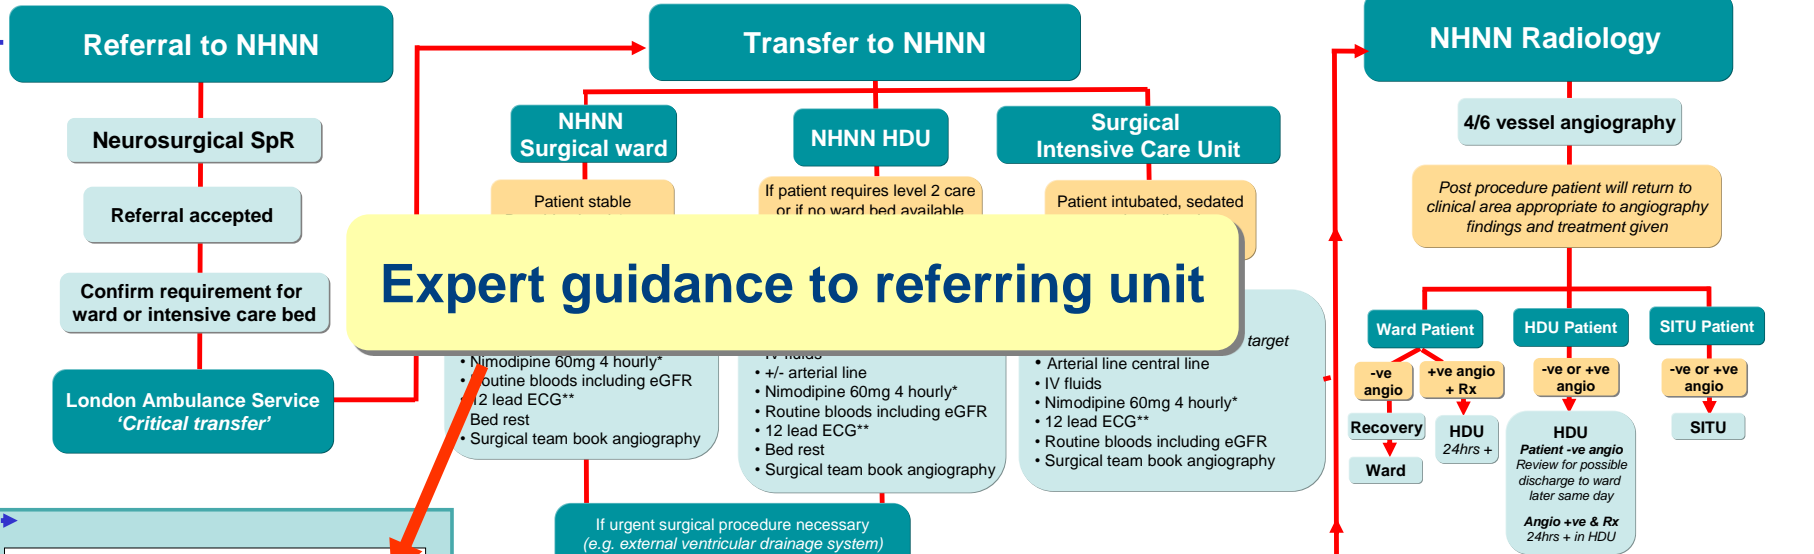 Referral to NHNN
Neurosurgical SpR
Referral accepted
Confirm requirement for
ward or intensive care bed
London Ambulance Service
‘Critical transfer’
Transfer to NHNN
NHNN
Surgical ward
Patient stable
NHNN HDU
If patient requires level 2 care
or if no ward bed available
Surgical
Intensive Care Unit
Patient intubated, sedated
Expert guidance to referring unit
• Nimodipine 60mg 4 hourly*
• Routine bloods including eGFR
12 lead ECG**
Bed rest
• Surgical team book angiography
IV fluids
• +/- arterial line
• Nimodipine 60mg 4 hourly*
• Routine bloods including eGFR
• 12 lead ECG**
• Bed rest
• Surgical team book angiography
target
• Arterial line central line
• IV fluids
• Nimodipine 60mg 4 hourly*
• 12 lead ECG**
• Routine bloods including eGFR
• Surgical team book angiography
If urgent surgical procedure necessary
(e.g. external ventricular drainage system)
NHNN Radiology
4/6 vessel angiography
Post procedure patient will return to
clinical area appropriate to angiography
findings and treatment given
Ward Patient
-ve
angio
Recovery
Ward
+ve angio
+ Rx
HDU
24hrs +
HDU Patient
-ve or +ve
angio
HDU
Patient -ve angio
Review for possible
discharge to ward
later same day
Angio +ve & Rx
24hrs + in HDU
SITU Patient
-ve or +ve
angio
SITU